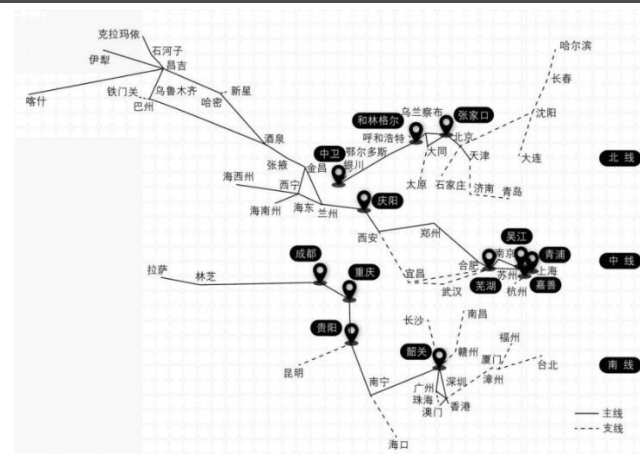 克拉玛依
石河子
伊犁
昌吉
喀什
铁门关
乌鲁木齐
巴州
哈密
新星
酒泉
哈尔滨
长春
沈阳
大连
乌兰察布
张家口
和林格尔
呼和浩特
北京
大同
天津
鄂尔多斯
中卫
银川
太原
石家庄
济南
青岛
北线
张掖
金昌
海西州
西宁
海南州
海东
兰州
庆阳
西安
郑州
吴江
南京
青浦
中线
合肥
苏州
上海
宜昌
武汉
芜湖
杭州
嘉善
成都
拉萨
林芝
重庆
贵阳
长沙
南昌
福州
韶关
赣州
厦门
台北
南线
昆明
南宁
广州
深圳
漳州
珠海
澳门
香港
海口
主线
支线